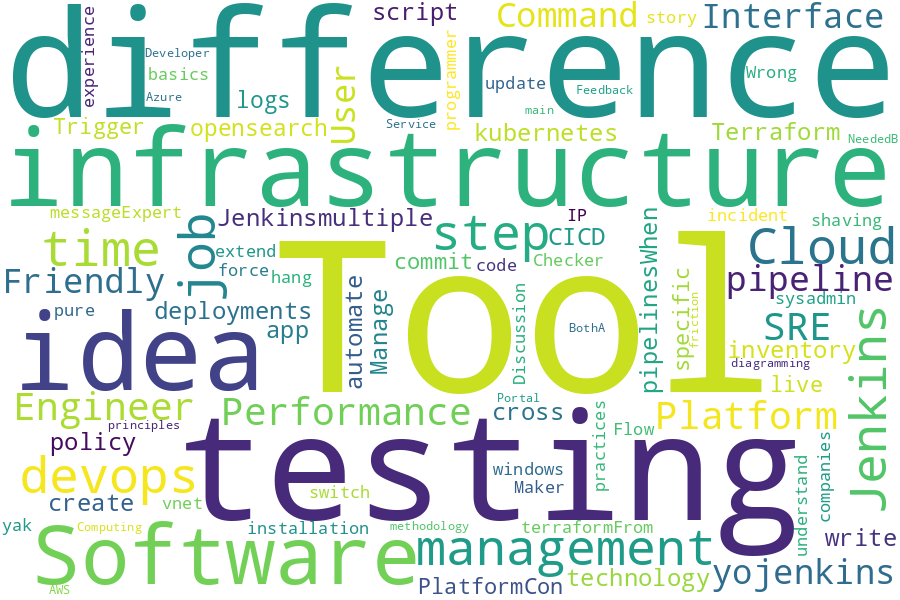 script
Command
story
Interface
difference
experience
Developer
basics
Azure
logs
User
programmer
update
Feedback
Wrong
main
Trigger
opensearch
Service
kubernetes
Terraform
NeededB
infrastructure
messageExpert
Jenkinsmultiple
IP
incident
shaving
time
job
step
CICD
Cloud
extend
commit
code
Checker
Friendly
force
hang
Tool
pipeline
pure
deployments
app
automate
Manage
Discussion
BothA
pipelinesWhen
specific
friction
sysadmin
SRE
idea
inventory
diagramming
live
Jenkins
Engineer
Performance
Portal
cross
practices
Flow
Platform
principles
policy
testing
devops
windows
Maker
understand
companies
create
vnet
switch
yak
Computing
installation
methodology
terraformFrom
write
Software
management
technology
yojenkins
AWS
PlatformCon